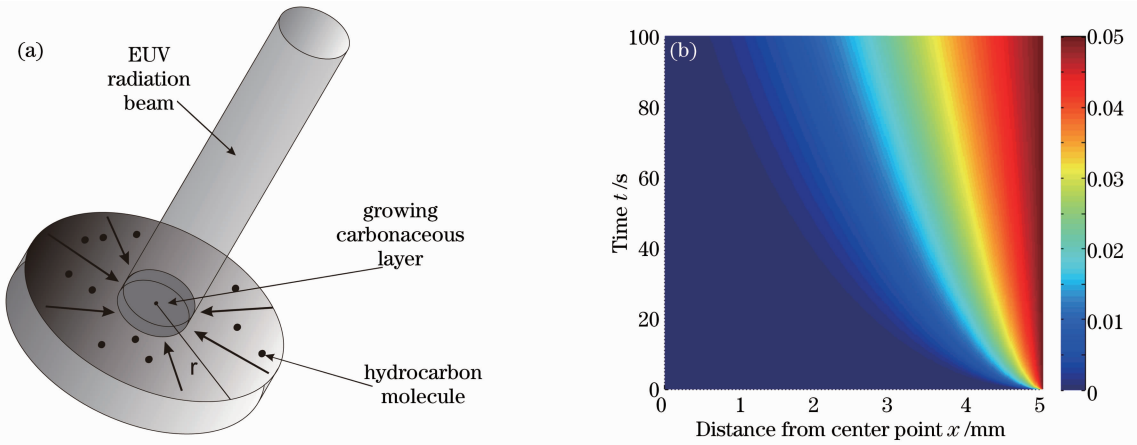 (a)
EUV
radiation
beam
growing
carbonaceous
layer
r
hydrocarbon
molecule
(b)
100
80
60
40
20
0
Time t/s
0 1 2 3 4 5
Distance from center point x/mm
0.05
0.04
0.03
0.02
0.01
0